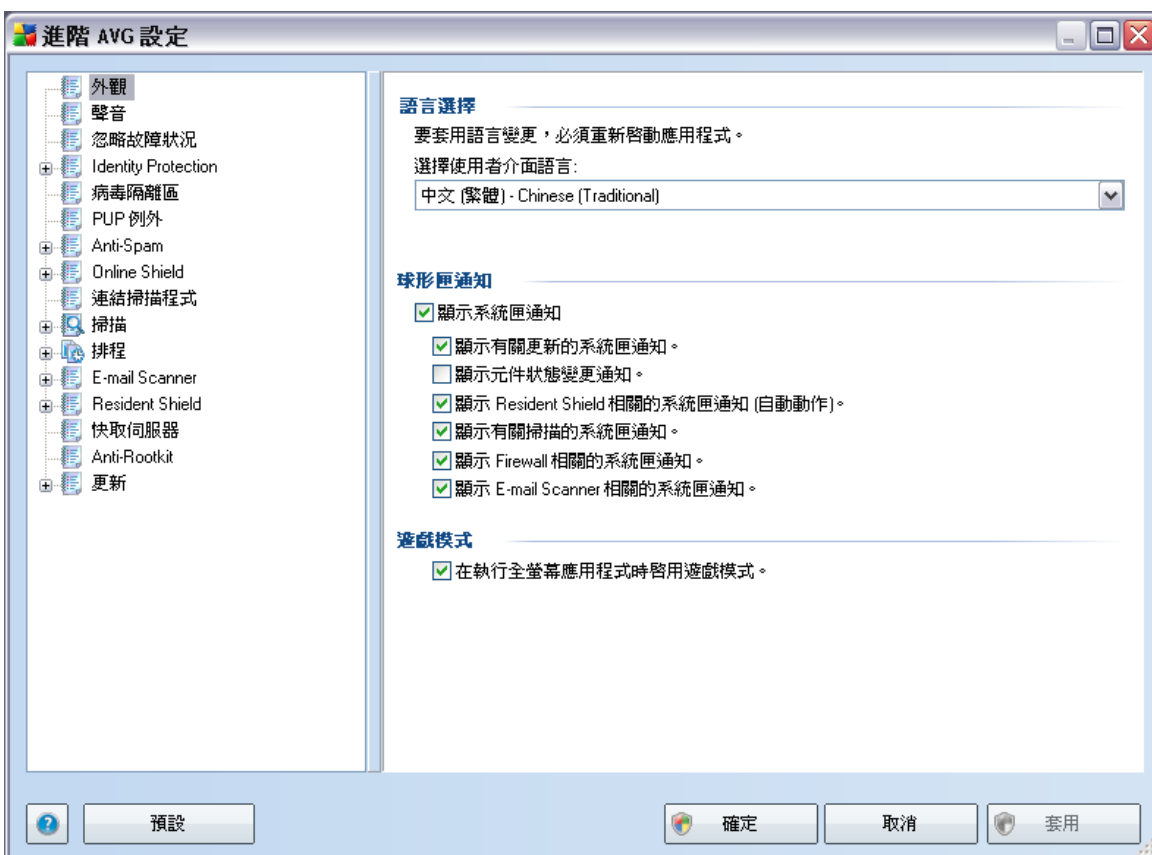 進階 AVG 設定
外觀
聲音
忽略故障狀況
Identity Protection
病毒隔離區
PUP 例外
Anti-Spam
Online Shield
連結掃描程式
掃描
排程
E-mail Scanner
Resident Shield
快取伺服器
Anti-Rootkit
更新
語言選擇
要套用語言變更，必須重新啓動應用程式。
選擇使用者介面語言:
中文 (繁體) - Chinese (Traditional)
球形匣通知
顯示系統匣通知
顯示有關更新的系統匣通知。
顯示元件狀態變更通知。
顯示 Resident Shield 相關的系統匣通知 (自動動作)。
顯示有關掃描的系統匣通知。
顯示 Firewall 相關的系統匣通知。
顯示 E-mail Scanner 相關的系統匣通知。
遊戲模式
在執行全螢幕應用程式時啓用遊戲模式。
預設
確定
取消
套用